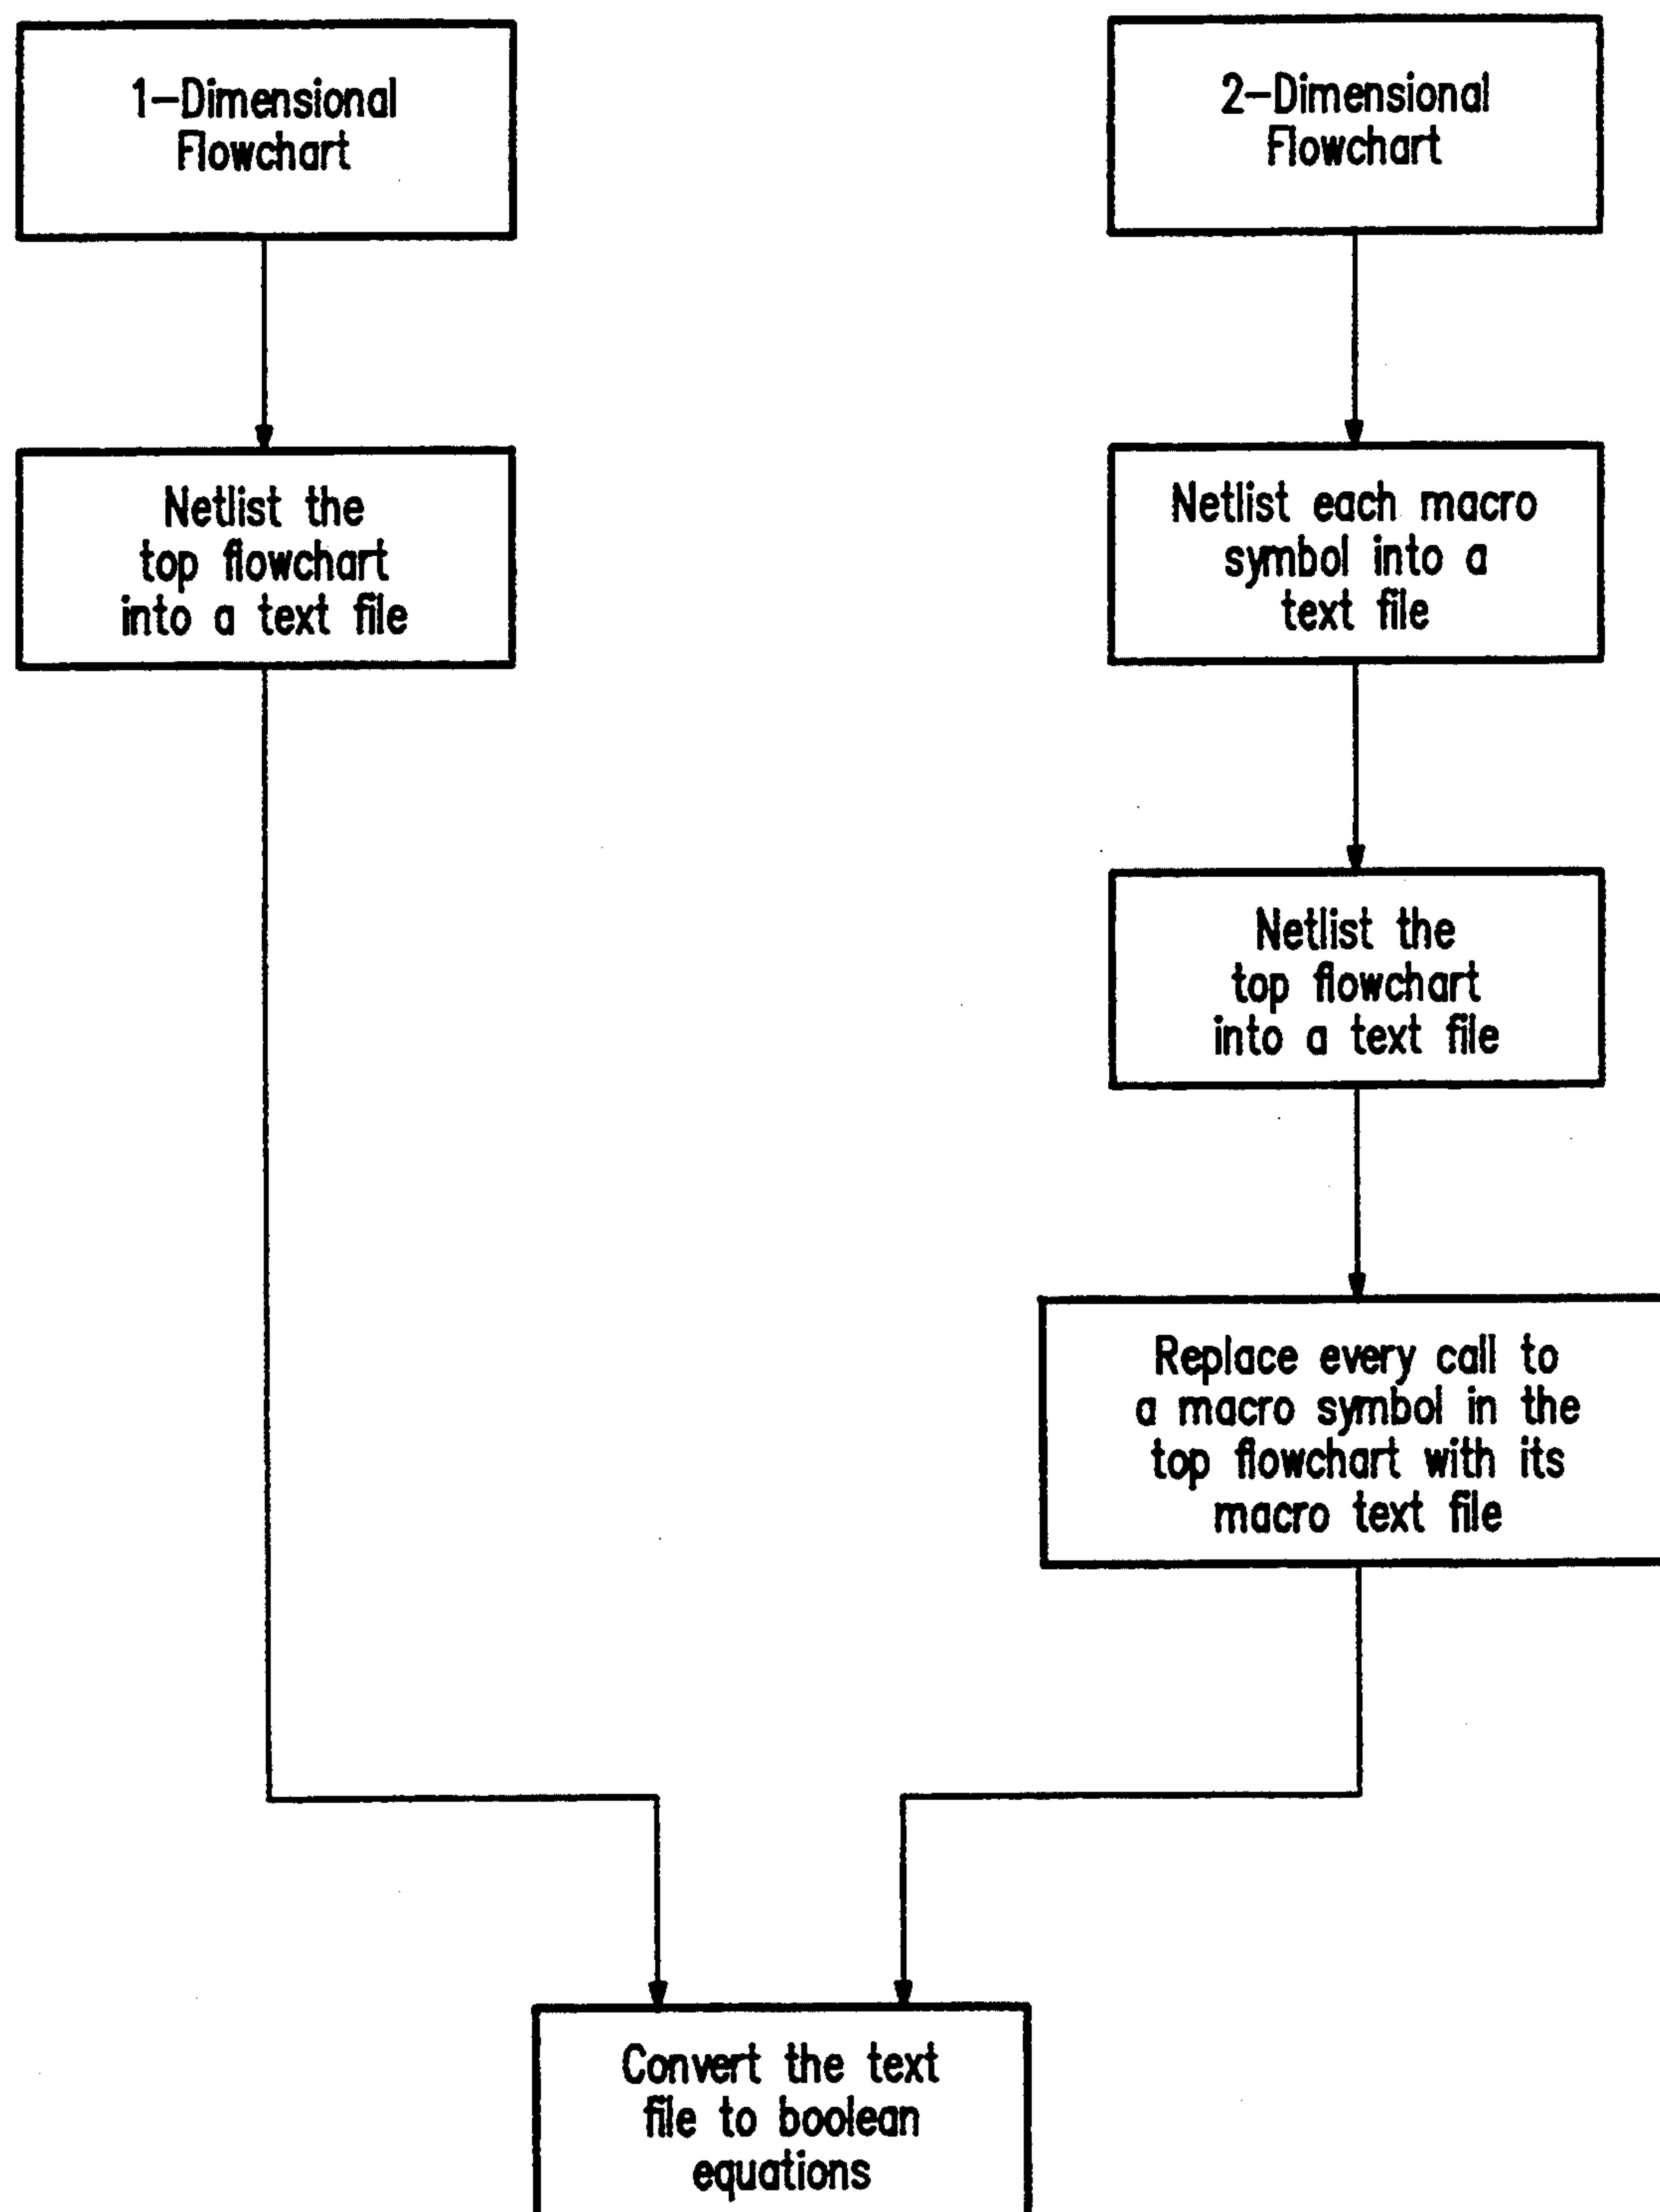 1-Dimensional
Flowchart
2-Dimensional
Flowchart
Netlist the
top flowchart
into a text file
Netlist each macro
symbol into a
text file
Netlist the
top flowchart
into a text file
Replace every call to
a macro symbol in the
top flowchart with its
macro text file
Convert the text
file to boolean
equations